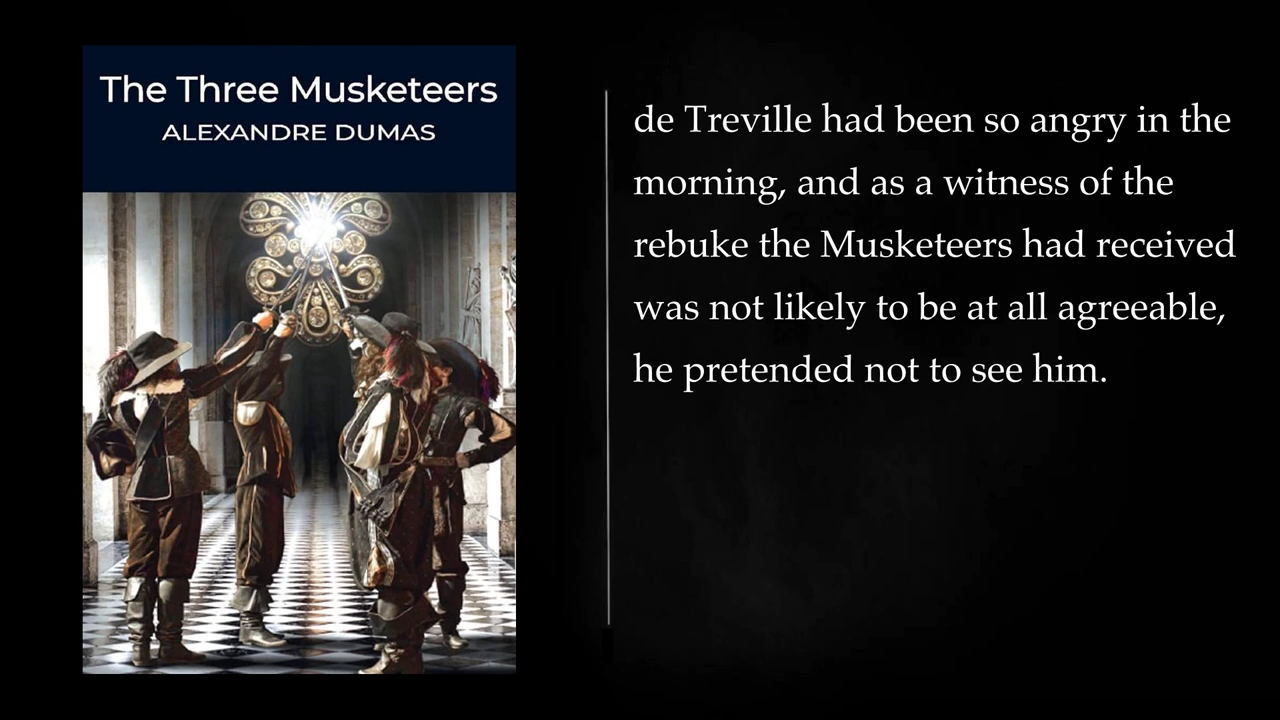 The Three Musketeers
ALEXANDRE DUMAS
de Treville had been so angry in the
morning, and as a witness of the
rebuke the Musketeers had received
was not likely to be at all agreeable,
he pretended not to see him.